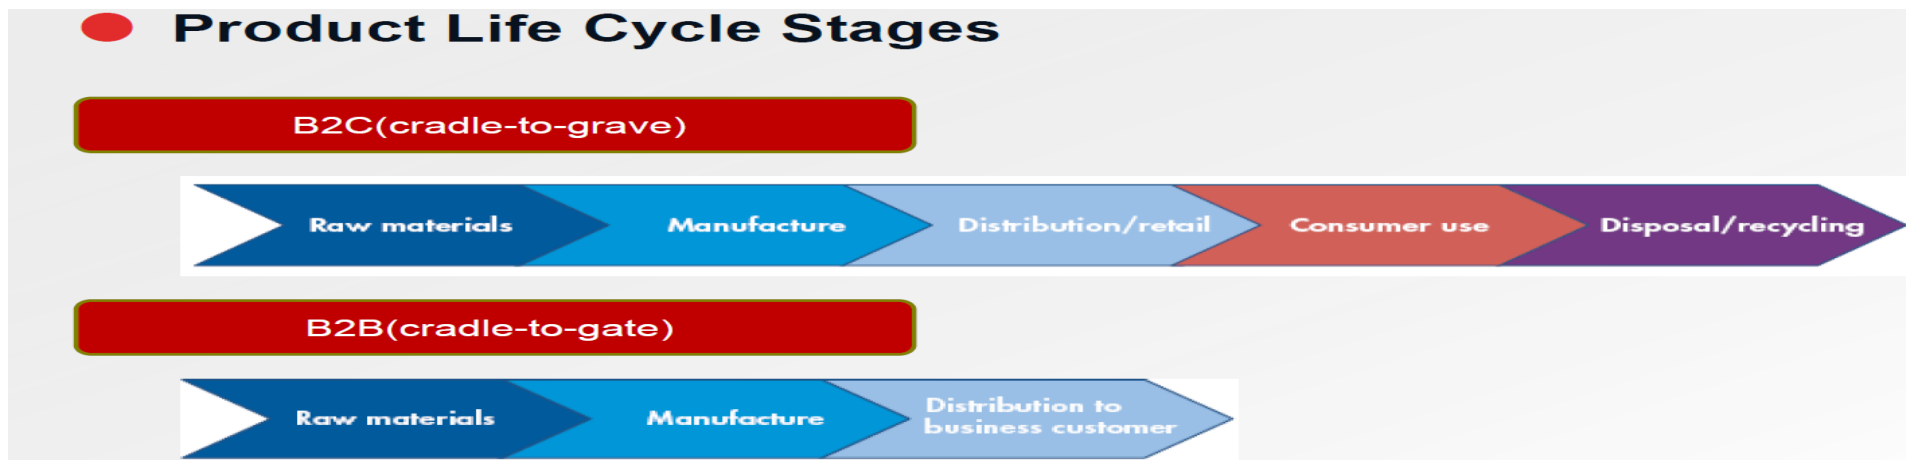 Product Life Cycle Stages
B2C(cradle-to-grave)
Raw materials
Manufacture
Distribution/retail
Consumer use
Disposal/recycling
B2B(cradle-to-gate)
Raw materials
Manufacture
Distribution to
business customer